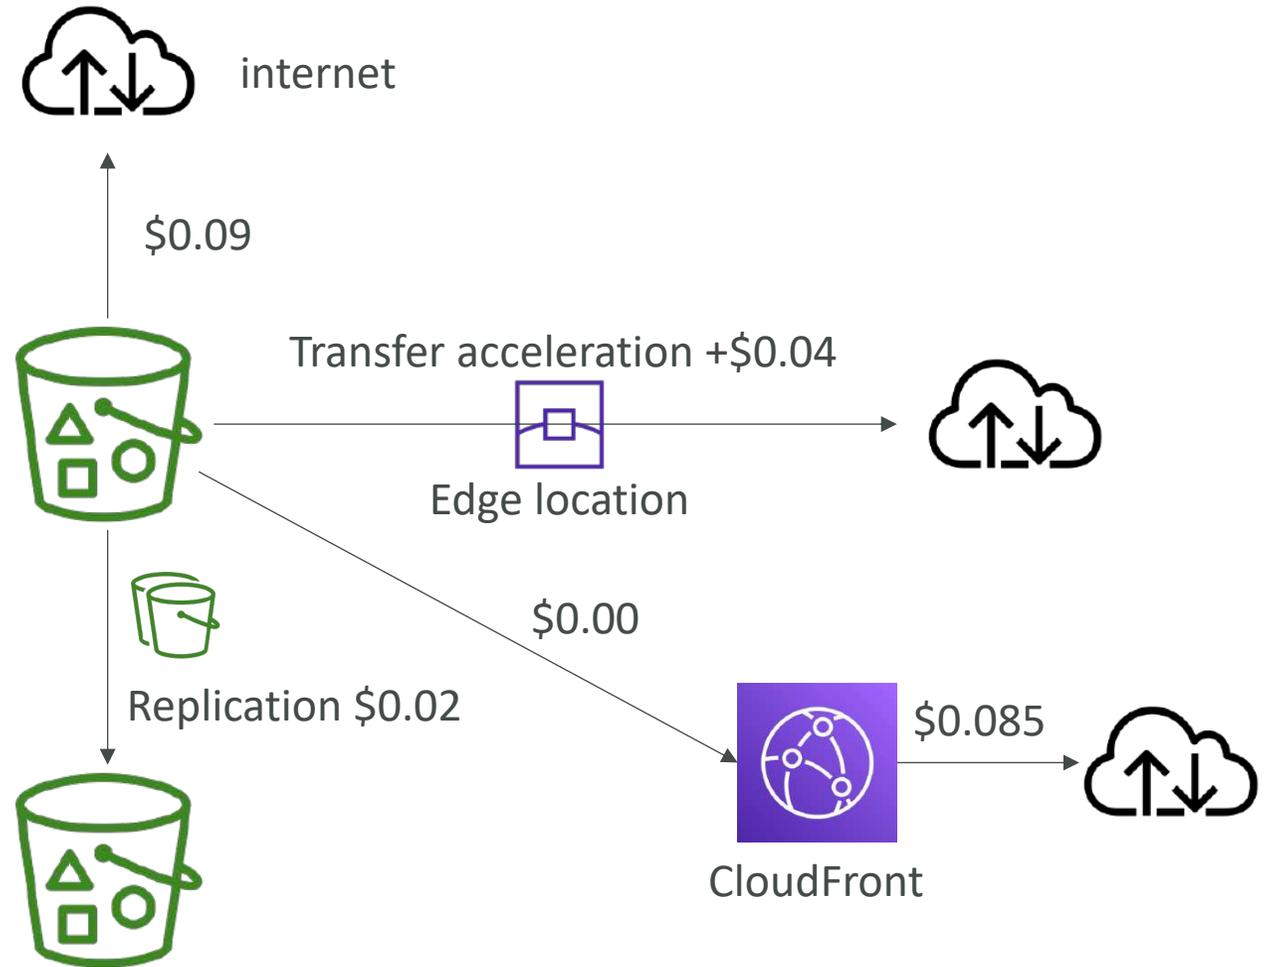 internet
$0.09
Transfer acceleration +$0.04
Edge location
$0.00
Replication $0.02
$0.085
CloudFront